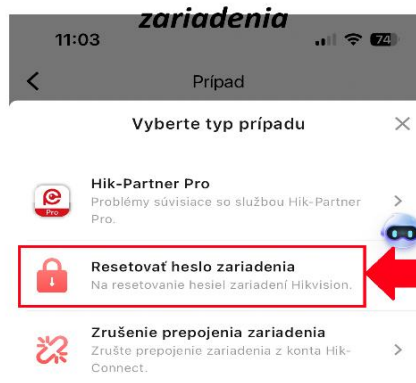 zariadenia
11:03
74
Prípad
Vyberte typ prípadu
Hik-Partner Pro
Problémy súvisiace so službou Hik-Partner
Pro.
Pro
Resetovať heslo zariadenia
Na resetovanie hesiel zariadení Hikvision.
Zrušenie prepojenia zariadenia
Zrušte prepojenie zariadenia z konta Hik-
Connect.